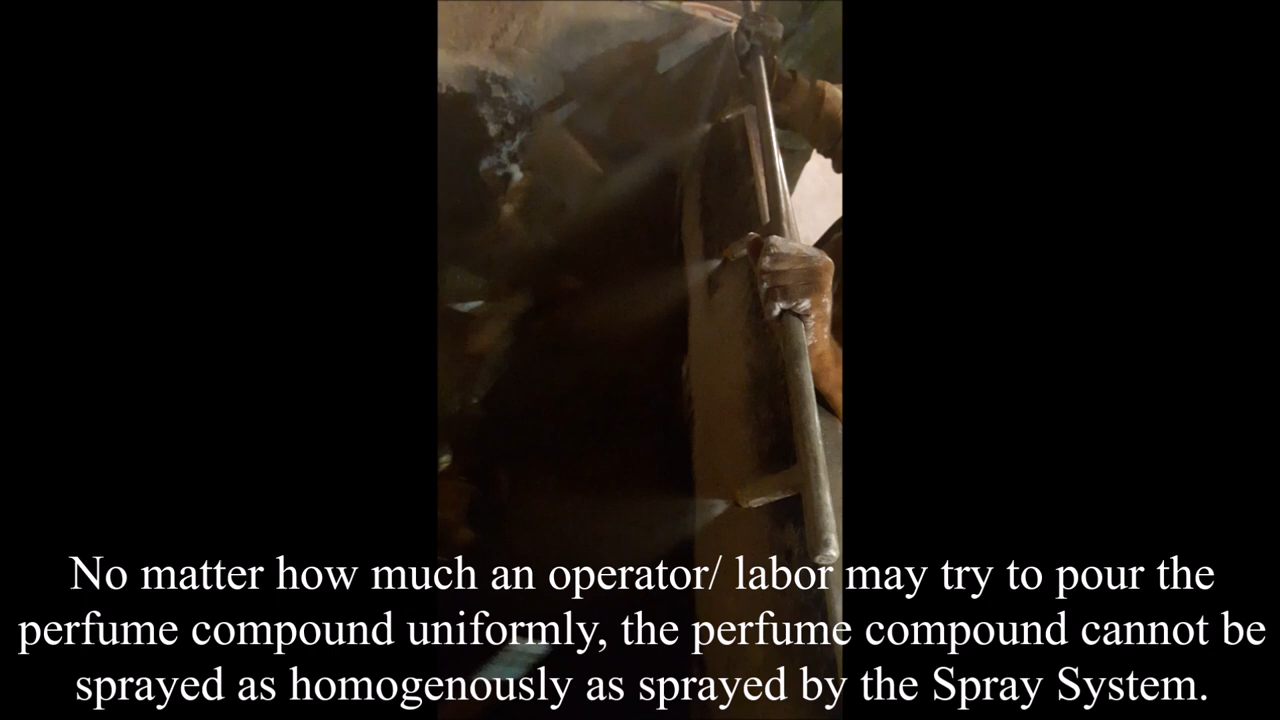 No matter how much an operator/ labor may try to pour the
perfume compound uniformly, the perfume compound cannot be
sprayed as homogenously as sprayed by the Spray System.